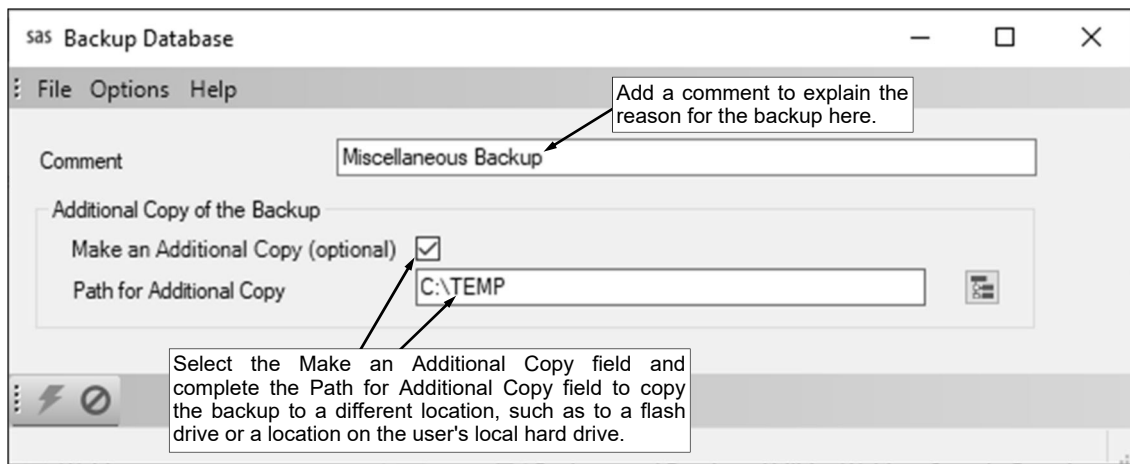 sas Backup Database
File Options Help
Add a comment to explain the
reason for the backup here.
Comment
Miscellaneous Backup
Additional Copy of the Backup
Make an Additional Copy (optional)
Path for Additional Copy
C:\TEMP
Select the Make an Additional Copy field and
complete the Path for Additional Copy field to copy
the backup to a different location, such as to a flash
drive or a location on the user's local hard drive.